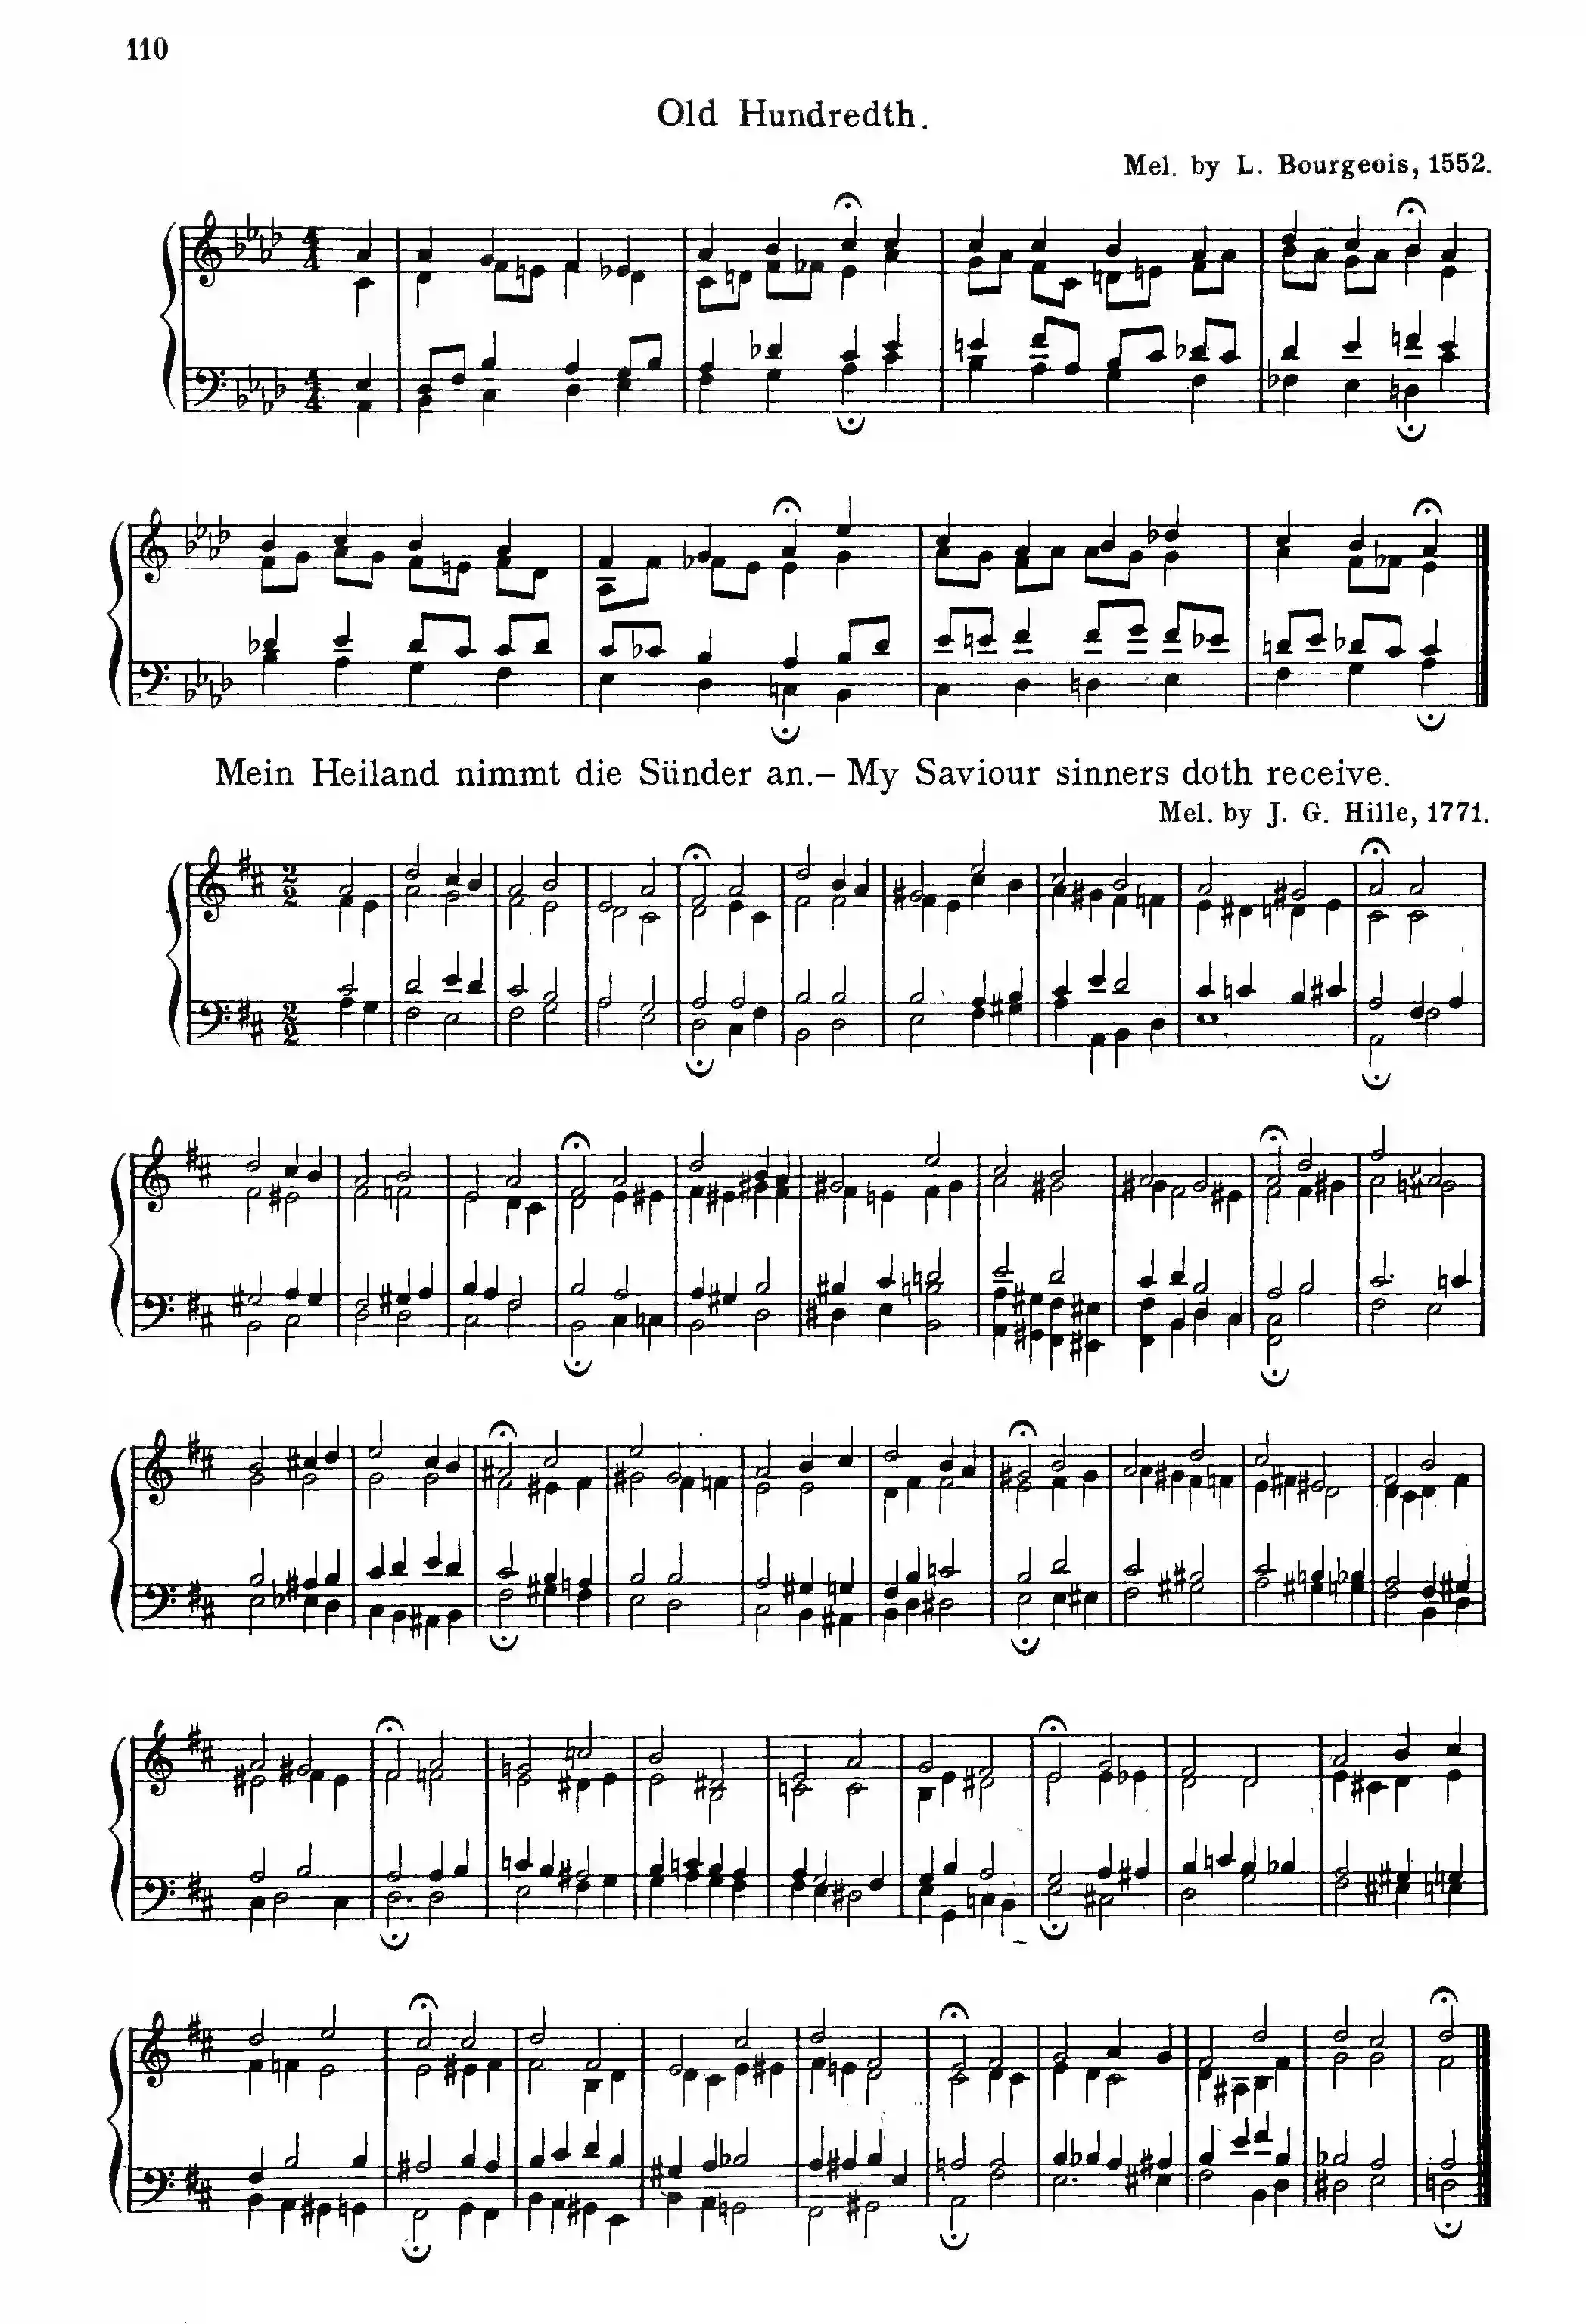 110
Old Hundredth.
Mel. by L. Bourgeois, 1552.
Mein Heiland nimmt die Sünder an.– My Saviour sinners doth receive.
Mel. by J. G. Hille, 1771.